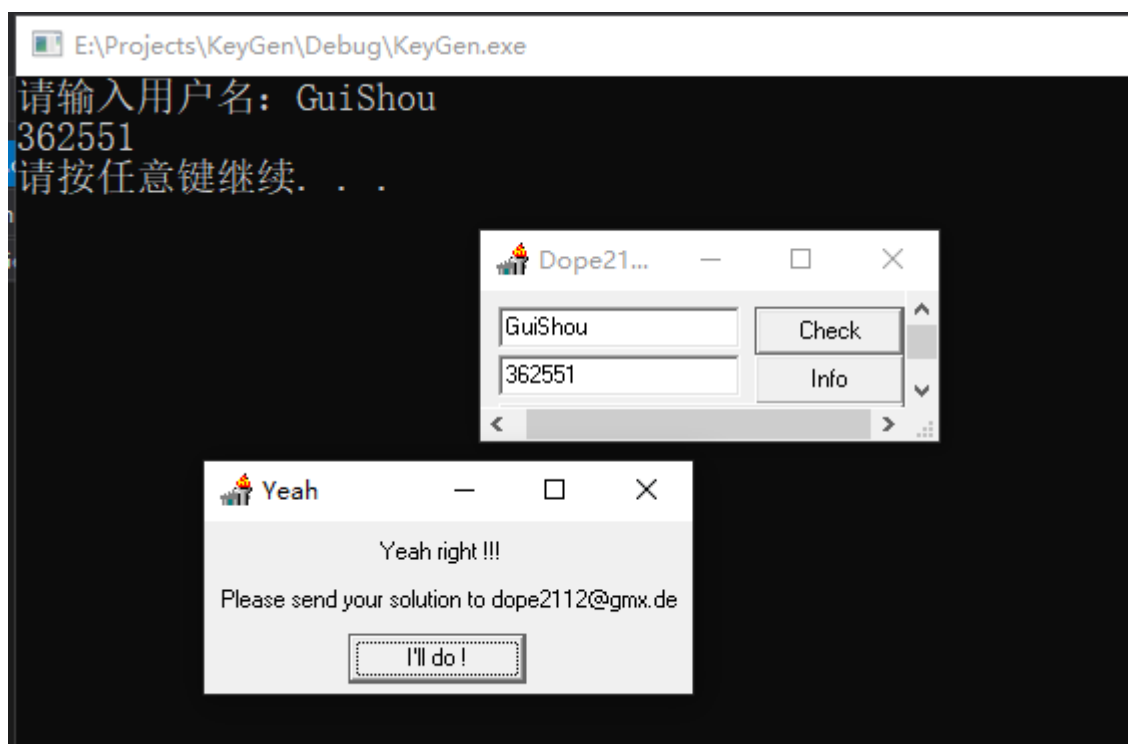 E:\Projects\KeyGen\Debug\KeyGen.exe
请输入用户名：GuiShou
362551
请按任意键继续. . .
Dope21...
GuiShou
Check
362551
Info
Yeah
Yeah right !!!
Please send your solution to dope2112@gmx.de
I'll do !